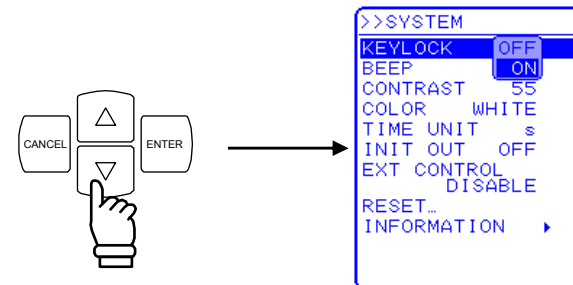 CANCEL
ENTER
>>SYSTEM
KEYLOCK OFF
BEEP ON
CONTRAST 55
COLOR WHITE
TIME UNIT s
INIT OUT OFF
EXT CONTROL
DISABLE
RESET…
INFORMATION